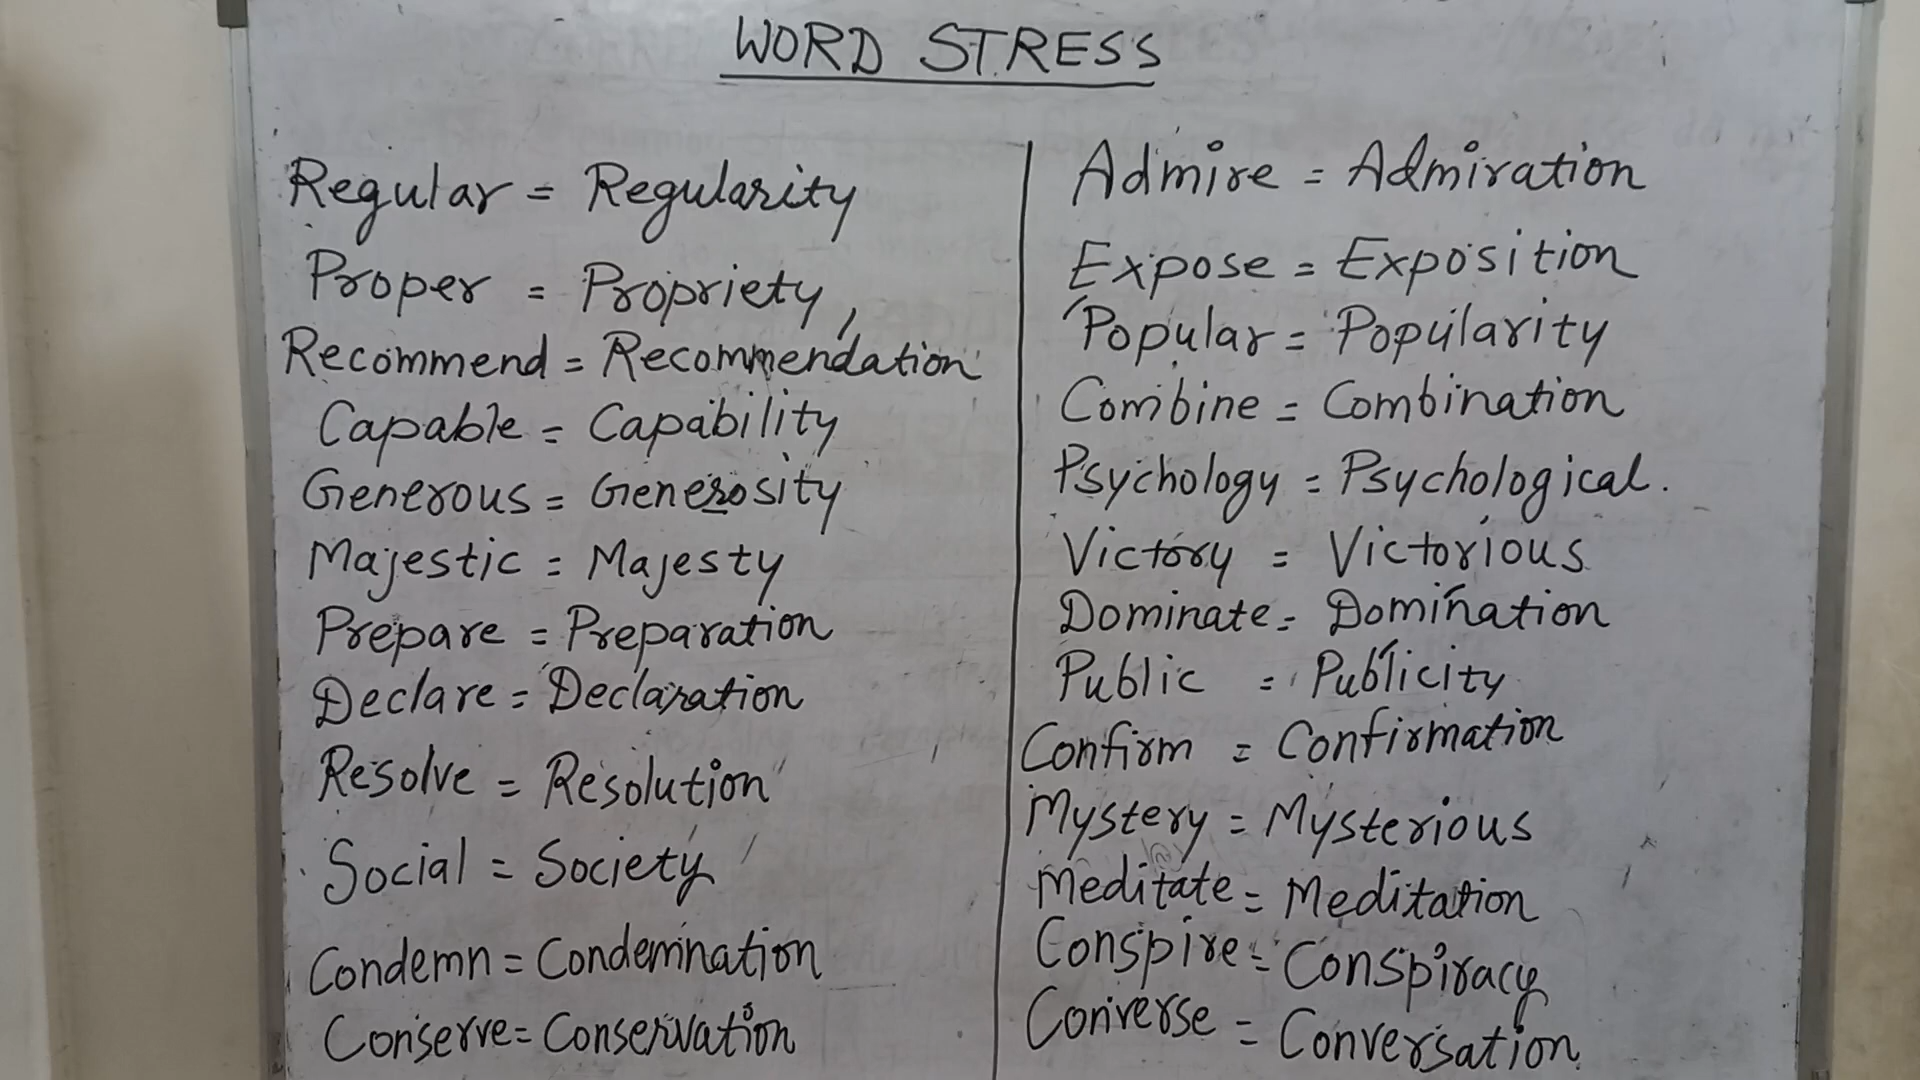 WORD STRESS
Regular = Regularity
Proper = Propriety,
Recommend = Recommendation
Capable = Capability
Generous = Generosity
Majestic = Majesty
Prepare = Preparation
Declare = Declaration
Resolve = Resolution
Social = Society
Condemn = Condemnation
Conserve = Conservation
Admire = Admiration
Expose = Exposition
Popular = Popularity
Combine = Combination
Psychology = Psychological.
Victory = Victorious
Dominate = Domination
Public = Publicity
Confirm = Confirmation
Mystery = Mysterious
Meditate = Meditation
Conspire = Conspiracy
Converse = Conversation